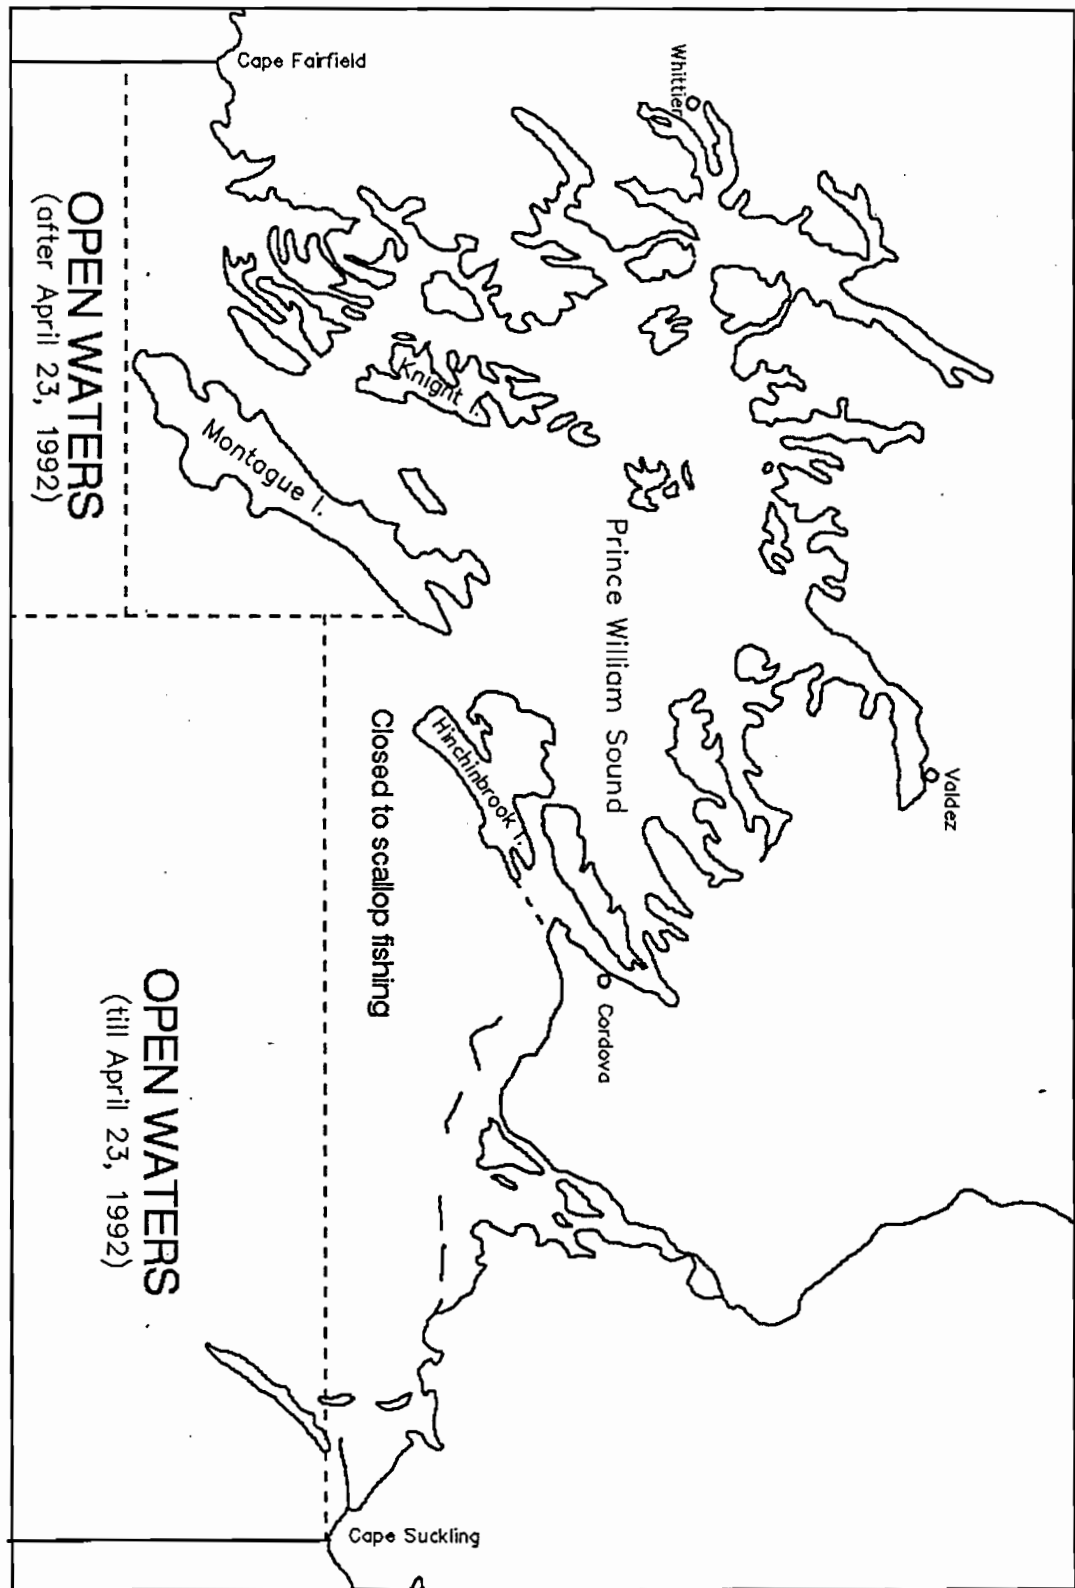 Cape Fairfield
Whittier
Valdez
Knight I.
Montague I.
Prince William Sound
Hinchinbrook I.
Cordova
Closed to scallop fishing
OPEN WATERS
(after April 23, 1992)
OPEN WATERS
(till April 23, 1992)
Cape Suckling